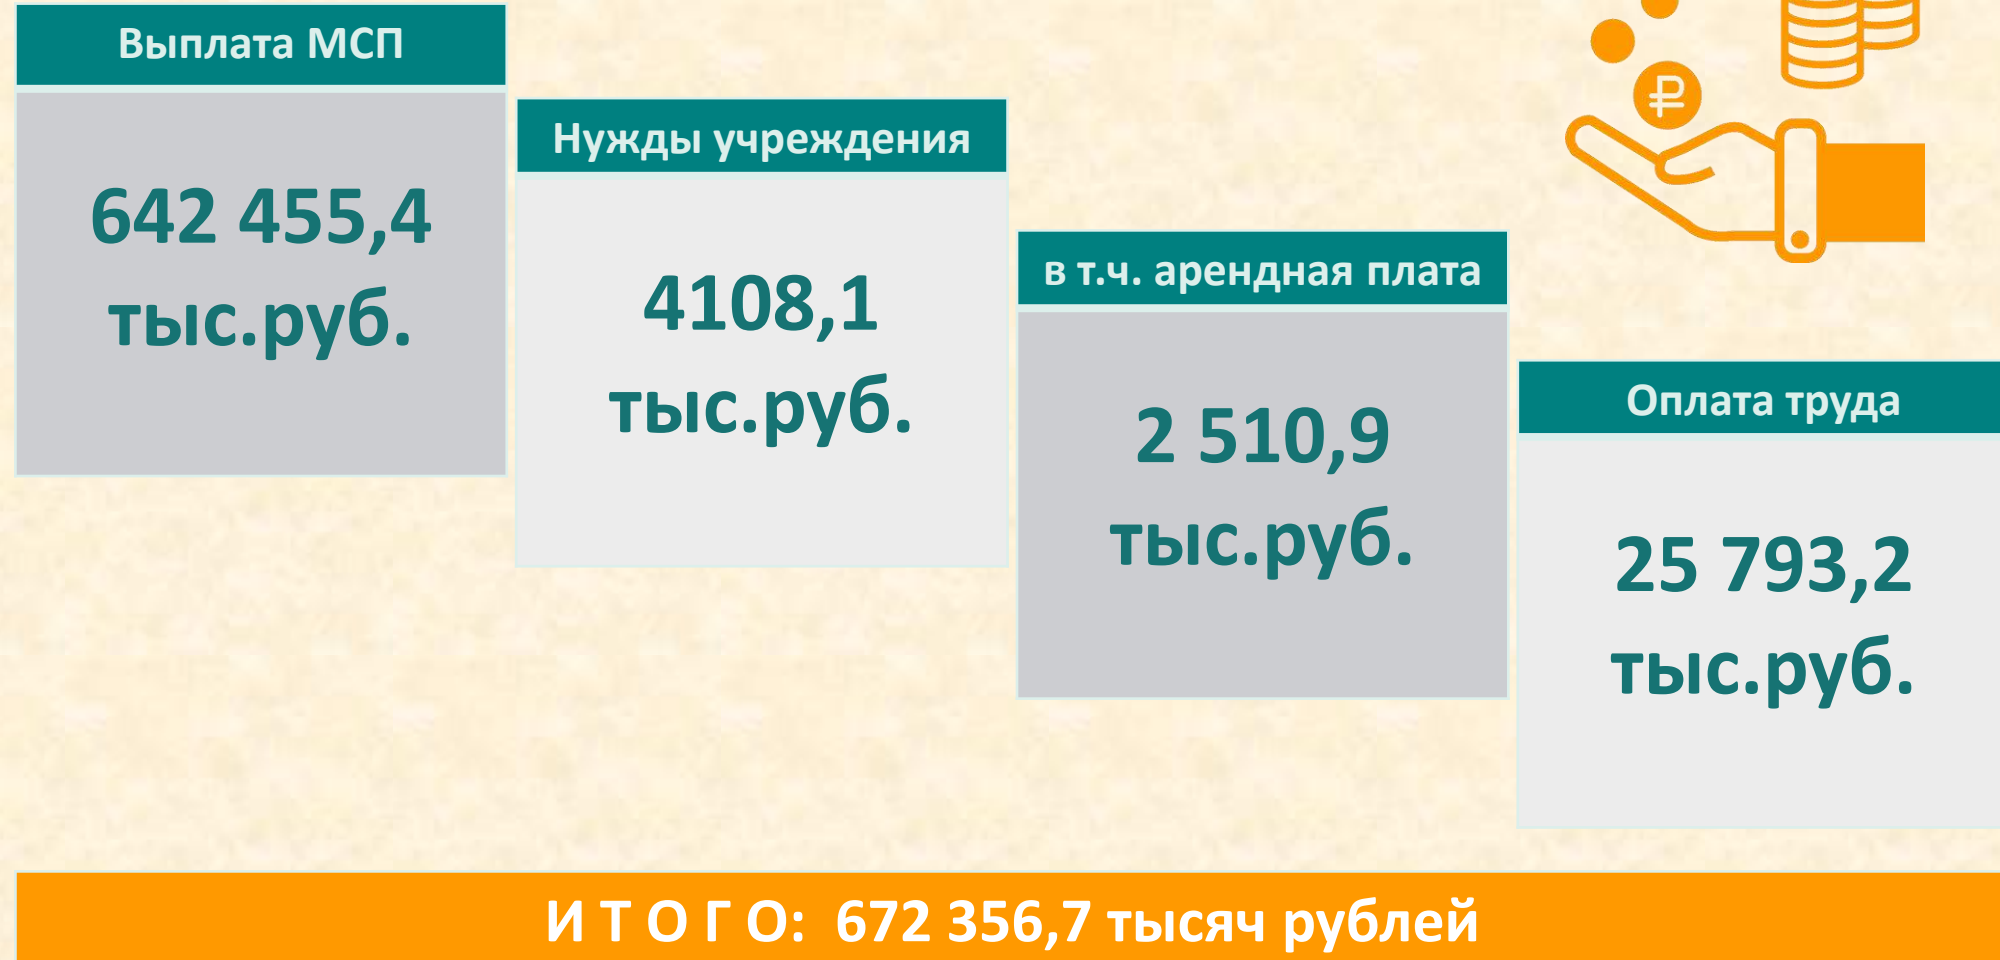 Выплата МСП
642 455,4
тыс.руб.
Нужды учреждения
4108,1
тыс.руб.
в т.ч. арендная плата
2 510,9
тыс.руб.
Оплата труда
25 793,2
тыс.руб.
₽
И Т О Г О: 672 356,7 тысяч рублей